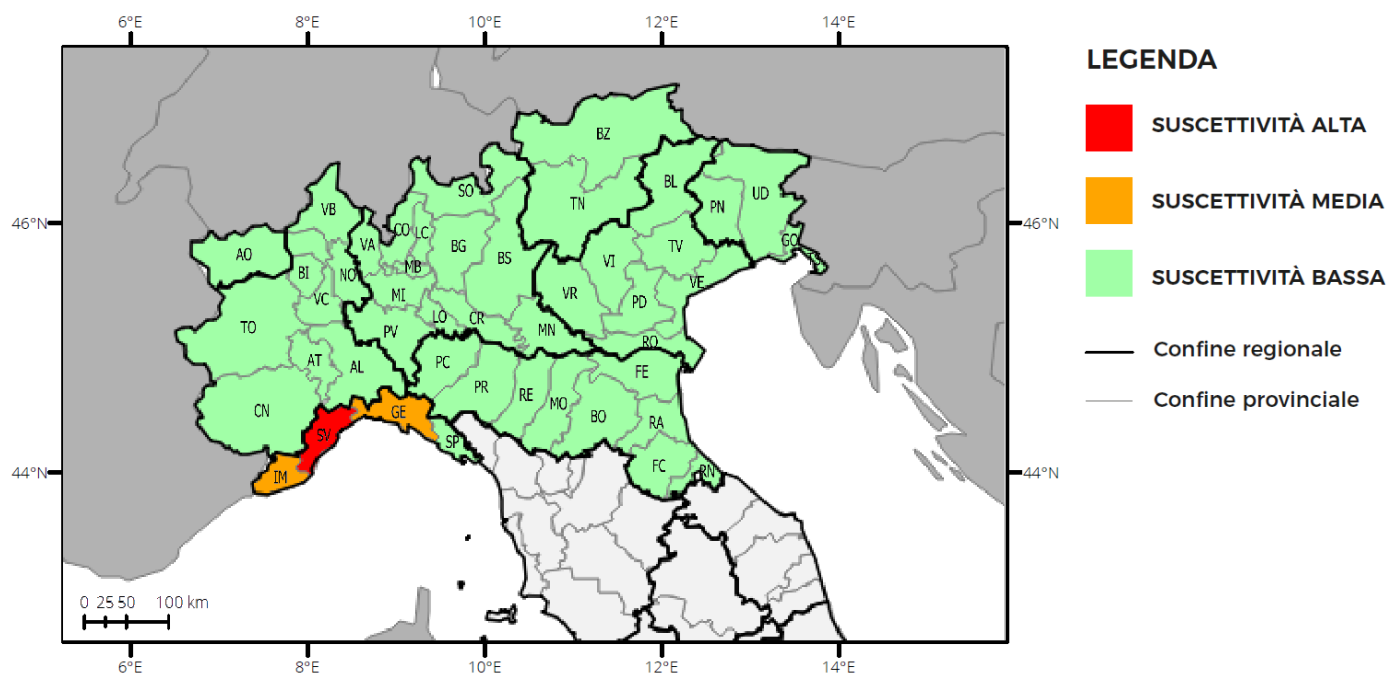 6°E 8°E 10°E 12°E 14°E
LEGENDA
SUSCETTIVITÀ ALTA
SUSCETTIVITÀ MEDIA
SUSCETTIVITÀ BASSA
Confine regionale
Confine provinciale
BZ
SO
BL
UD
VB
TN
PN
46°N
46°N
CO
LC
VA
GO
AO
BG
TV
BS
VI
BI
NO
MB
VE
VC
MI
VR
PD
TO
LO
CR
PV
MN
RO
AT
AL
PC
FE
PR
RE
MO
CN
GE
BO
RA
SV
SP
44°N
44°N
IM
FC
RN
0 25 50 100 km
6°E 8°E 10°E 12°E 14°E